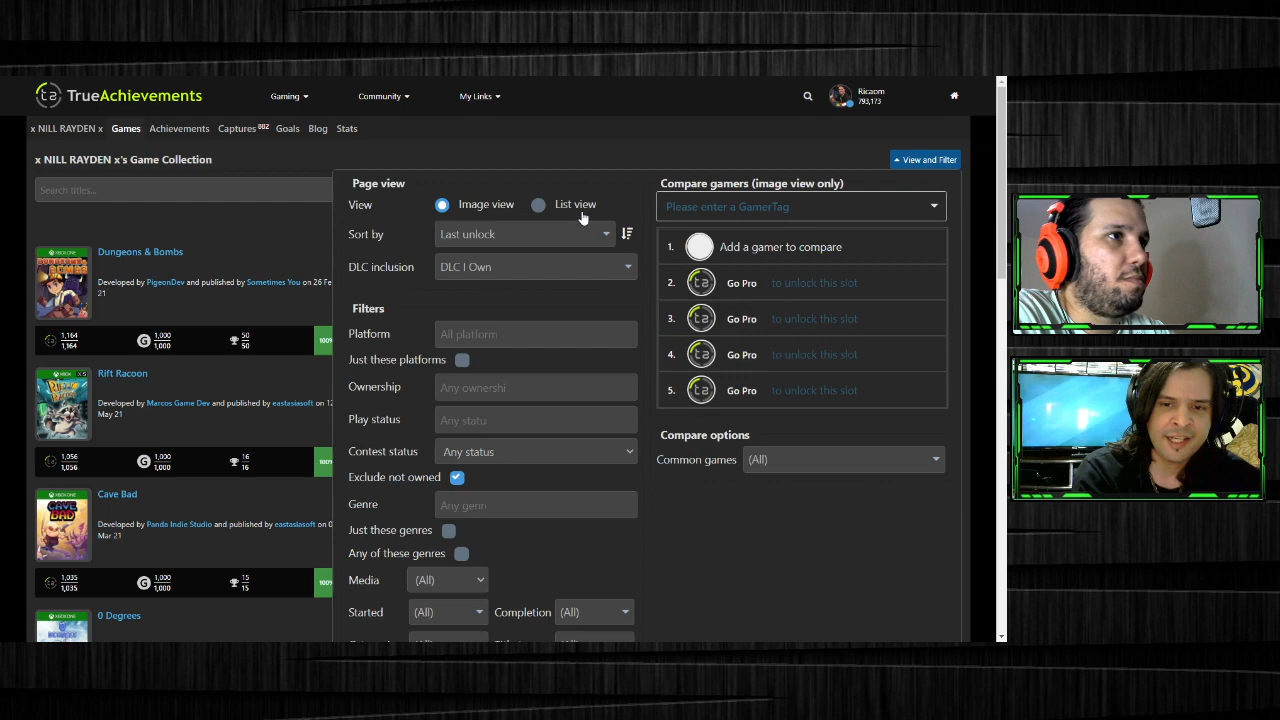 TrueAchievements
Gaming
Community
My Links
Ricaom
793,173
x NILL RAYDEN x
Games
Achievements
Captures 882
Goals
Blog
Stats
x NILL RAYDEN x's Game Collection
View and Filter
Search titles...
Dungeons & Bombs
Developed by PigeonDev and published by Sometimes You on 26 Fe
21
1,164
1,164
G
1,000
1,000
50
50
100%
Rift Racoon
Developed by Marcos Game Dev and published by eastasiasoft on 12
May 21
1,056
1,056
G
1,000
1,000
16
16
100%
Cave Bad
Developed by Panda Indie Studio and published by eastasiasoft on 0
Mar 21
1,035
1,035
G
1,000
1,000
15
15
100%
0 Degrees
Page view
View
Image view
List view
Sort by
Last unlock
DLC inclusion
DLC I Own
Filters
Platform
All platform
Just these platforms
Ownership
Any ownershi
Play status
Any statu
Contest status
Any status
Exclude not owned
Genre
Any genr
Just these genres
Any of these genres
Media
(All)
Started
(All)
Completion
(All)
Compare gamers (image view only)
Please enter a GamerTag
1.
Add a gamer to compare
2.
ta
Go Pro
to unlock this slot
3.
ta
Go Pro
to unlock this slot
4.
ta
Go Pro
to unlock this slot
5.
ta
Go Pro
to unlock this slot
Compare options
Common games
(All)